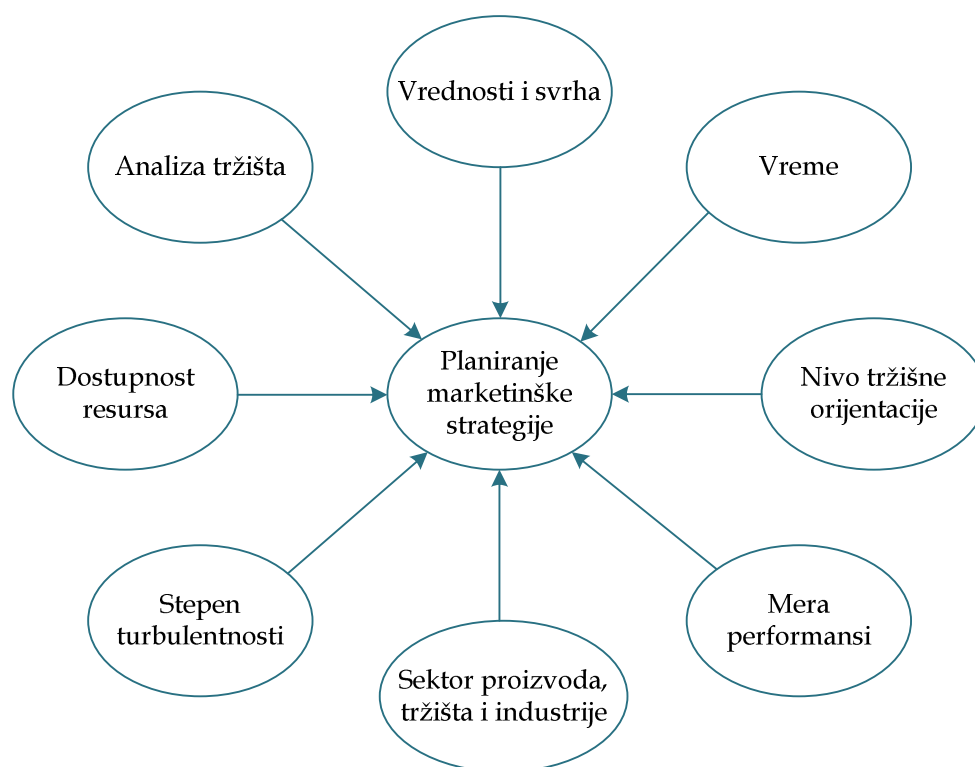 Vrednosti i svrha
Analiza tržišta
Vreme
Planiranje
marketinške
strategije
Dostupnost
resursa
Nivo tržišne
orijentacije
Stepen
turbulentnosti
Mera
performansi
Sektor proizvoda,
tržišta i industrije